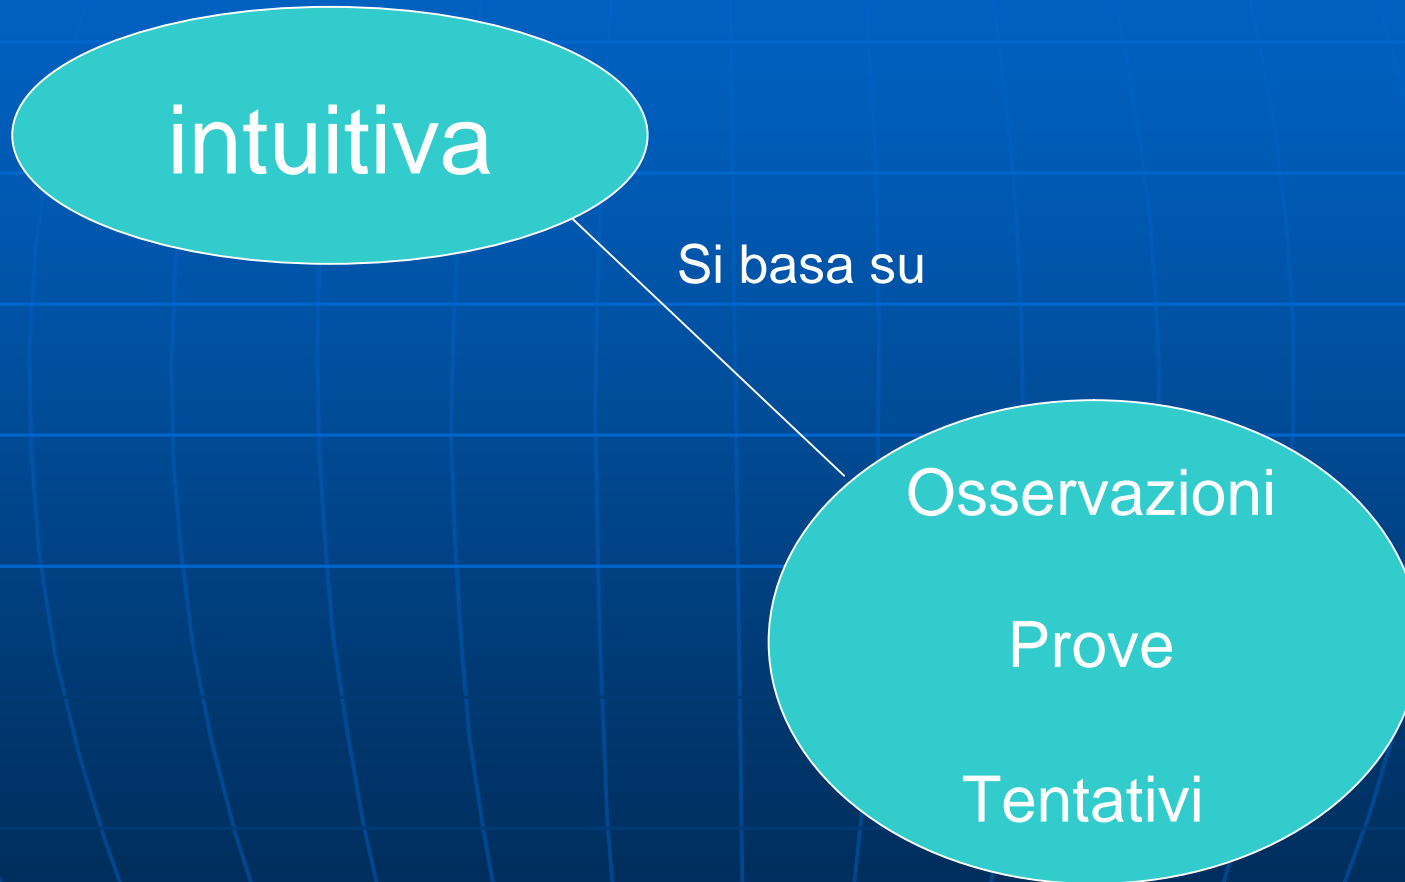 intuitiva
Si basa su
Osservazioni
Prove
Tentativi